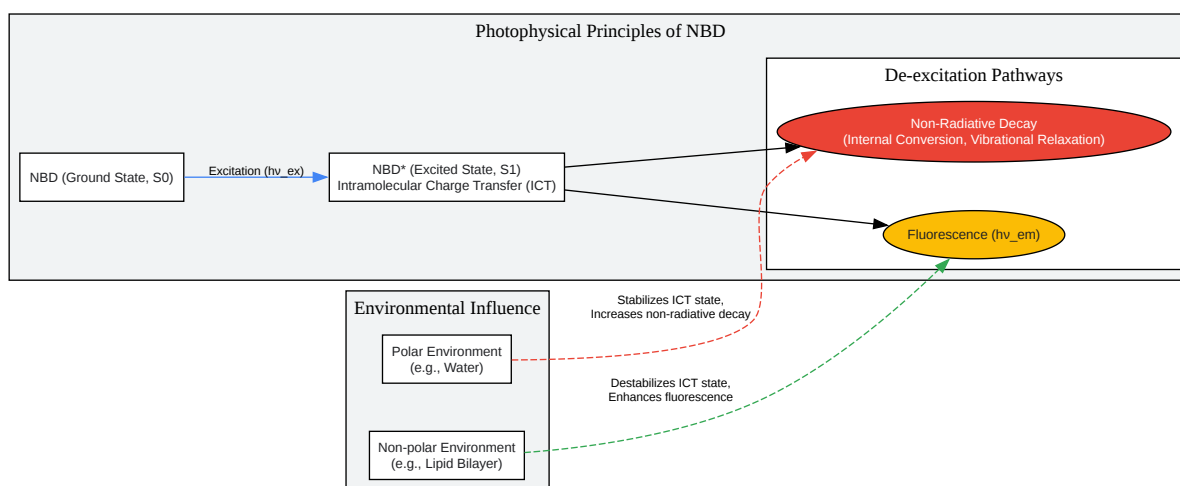 Photophysical Principles of NBD
De-excitation Pathways
Non-Radiative Decay
(Internal Conversion, Vibrational Relaxation)
NBD (Ground State, S0)
Excitation (hν_ex)
NBD* (Excited State, S1)
Intramolecular Charge Transfer (ICT)
Fluorescence (hν_em)
Environmental Influence
Stabilizes ICT state,
Increases non-radiative decay
Polar Environment
(e.g., Water)
Destabilizes ICT state,
Enhances fluorescence
Non-polar Environment
(e.g., Lipid Bilayer)